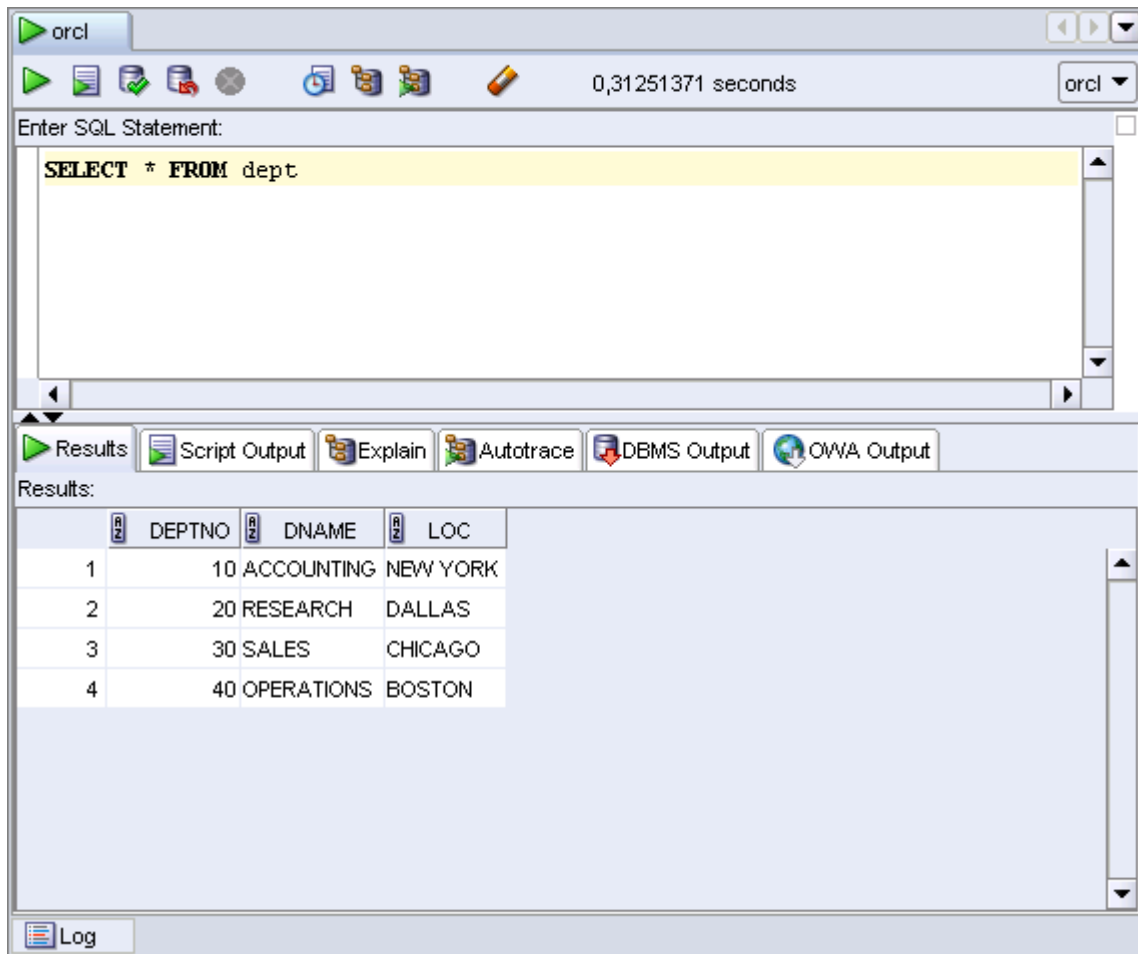 orcl
0,31251371 seconds
orcl
Enter SQL Statement:
SELECT * FROM dept
Results Script Output Explain Autotrace DBMS Output OWA Output
Results:
DEPTNO DNAME LOC
1 10 ACCOUNTING NEW YORK
2 20 RESEARCH DALLAS
3 30 SALES CHICAGO
4 40 OPERATIONS BOSTON
Log